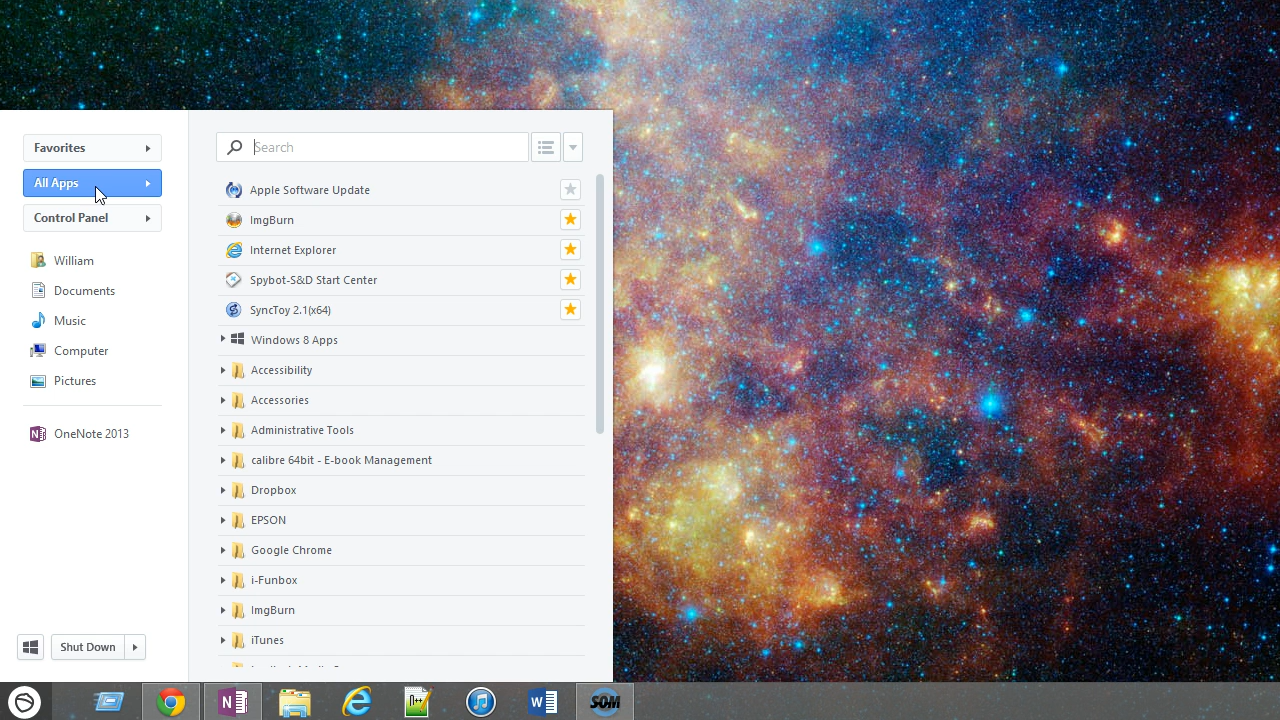 Favorites
All Apps
Control Panel
William
Documents
Music
Computer
Pictures
OneNote 2013
Shut Down
Search
Apple Software Update
ImgBurn
Internet Explorer
Spybot-S&D Start Center
SyncToy 2.1(x64)
Windows 8 Apps
Accessibility
Accessories
Administrative Tools
calibre 64bit - E-book Management
Dropbox
EPSON
Google Chrome
i-Funbox
ImgBurn
iTunes
SOM